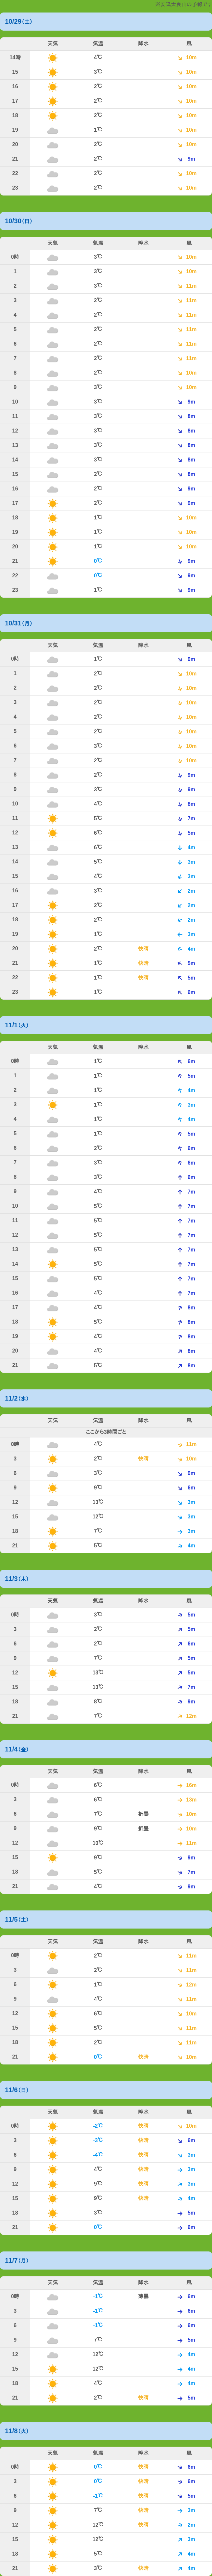 ※安達太良山の予報です
10/29(土)
天気 気温 降水 風
14時 4℃ 10m
15 3℃ 10m
16 2℃ 10m
17 2℃ 10m
18 2℃ 10m
19 1℃ 10m
20 2℃ 10m
21 2℃ 9m
22 2℃ 10m
23 2℃ 10m
10/30(日)
天気 気温 降水 風
0時 3℃ 10m
1 3℃ 10m
2 3℃ 11m
3 2℃ 11m
4 2℃ 11m
5 2℃ 11m
6 2℃ 11m
7 2℃ 11m
8 2℃ 10m
9 3℃ 10m
10 3℃ 9m
11 3℃ 8m
12 3℃ 8m
13 3℃ 8m
14 3℃ 8m
15 2℃ 8m
16 2℃ 9m
17 2℃ 9m
18 1℃ 10m
19 1℃ 10m
20 1℃ 10m
21 0℃ 9m
22 0℃ 9m
23 1℃ 9m
10/31(月)
天気 気温 降水 風
0時 1℃ 9m
1 2℃ 10m
2 2℃ 10m
3 2℃ 10m
4 2℃ 10m
5 2℃ 10m
6 3℃ 10m
7 2℃ 10m
8 2℃ 9m
9 3℃ 9m
10 4℃ 8m
11 5℃ 7m
12 6℃ 5m
13 6℃ 4m
14 5℃ 3m
15 4℃ 3m
16 3℃ 2m
17 2℃ 2m
18 2℃ 2m
19 1℃ 3m
20 2℃ 快晴 4m
21 1℃ 快晴 5m
22 1℃ 快晴 5m
23 1℃ 6m
11/1(火)
天気 気温 降水 風
0時 1℃ 6m
1 1℃ 5m
2 1℃ 4m
3 1℃ 3m
4 1℃ 4m
5 1℃ 5m
6 2℃ 6m
7 3℃ 6m
8 3℃ 6m
9 4℃ 7m
10 5℃ 7m
11 5℃ 7m
12 5℃ 7m
13 5℃ 7m
14 5℃ 7m
15 5℃ 7m
16 4℃ 7m
17 4℃ 8m
18 5℃ 8m
19 4℃ 8m
20 4℃ 8m
21 5℃ 8m
11/2(水)
天気 気温 降水 風
ここから3時間ごと
0時 4℃ 11m
3 2℃ 快晴 10m
6 3℃ 9m
9 9℃ 6m
12 13℃ 3m
15 12℃ 3m
18 7℃ 3m
21 5℃ 4m
11/3(木)
天気 気温 降水 風
0時 3℃ 5m
3 2℃ 5m
6 2℃ 6m
9 7℃ 5m
12 13℃ 5m
15 13℃ 7m
18 8℃ 9m
21 7℃ 12m
11/4(金)
天気 気温 降水 風
0時 6℃ 16m
3 6℃ 13m
6 7℃ 10m
9 9℃ 10m
12 10℃ 11m
15 9℃ 9m
18 5℃ 7m
21 4℃ 9m
11/5(土)
天気 気温 降水 風
0時 2℃ 11m
3 2℃ 11m
6 1℃ 11m
9 4℃ 11m
12 6℃ 10m
15 5℃ 11m
18 2℃ 11m
21 0℃ 快晴 10m
11/6(日)
天気 気温 降水 風
0時 -2℃ 快晴 10m
3 -3℃ 快晴 6m
6 -4℃ 快晴 3m
9 4℃ 快晴 3m
12 9℃ 快晴 3m
15 9℃ 快晴 4m
18 3℃ 5m
21 0℃ 6m
11/7(月)
天気 気温 降水 風
0時 -1℃ 薄曇 6m
3 -1℃ 6m
6 -1℃ 6m
9 7℃ 5m
12 12℃ 4m
15 12℃ 4m
18 4℃ 4m
21 2℃ 快晴 5m
11/8(火)
天気 気温 降水 風
0時 0℃ 快晴 6m
3 0℃ 快晴 6m
6 -1℃ 快晴 5m
9 7℃ 快晴 3m
12 12℃ 快晴 2m
15 12℃ 3m
18 5℃ 4m
21 3℃ 快晴 4m